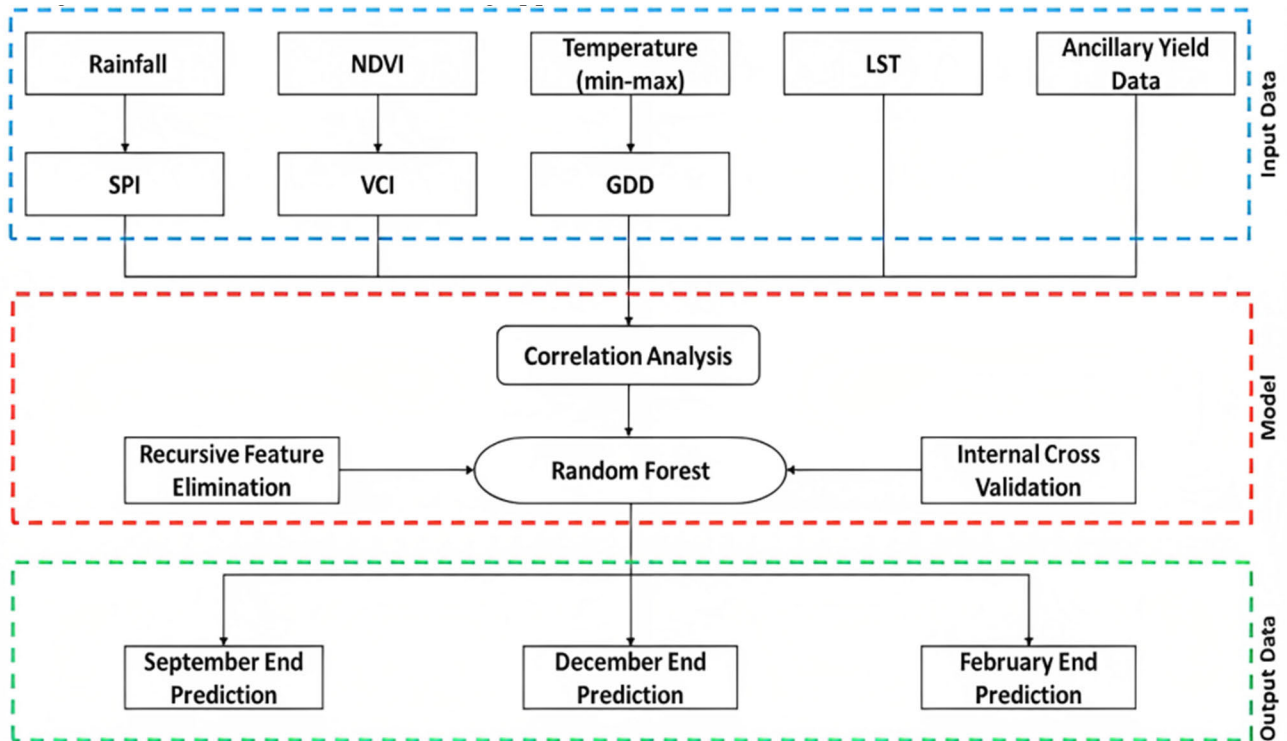 Rainfall
NDVI
Temperature
(min-max)
LST
Ancillary Yield
Data
SPI
VCI
GDD
Input Data
Correlation Analysis
Recursive Feature
Elimination
Random Forest
Internal Cross
Validation
Model
September End
Prediction
December End
Prediction
February End
Prediction
Output Data